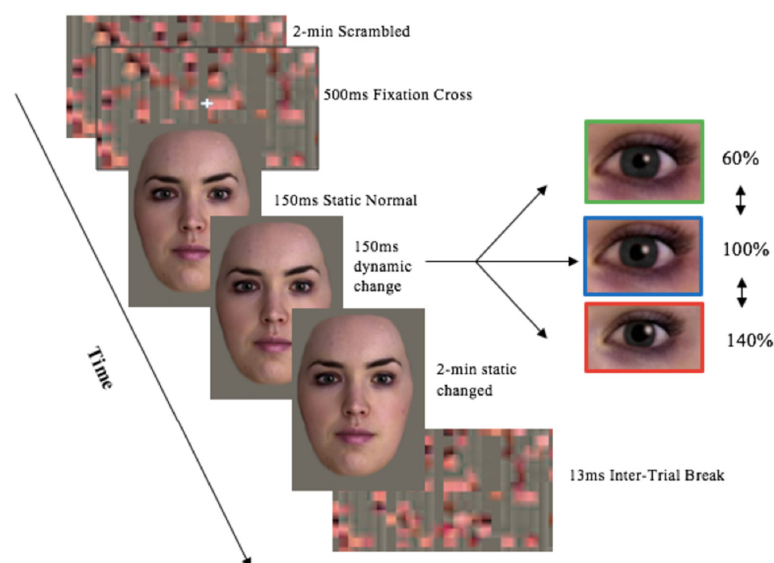 2-min Scrambled
500ms Fixation Cross
150ms Static Normal
150ms
dynamic
change
2-min static
changed
13ms Inter-Trial Break
60%
100%
140%
Time